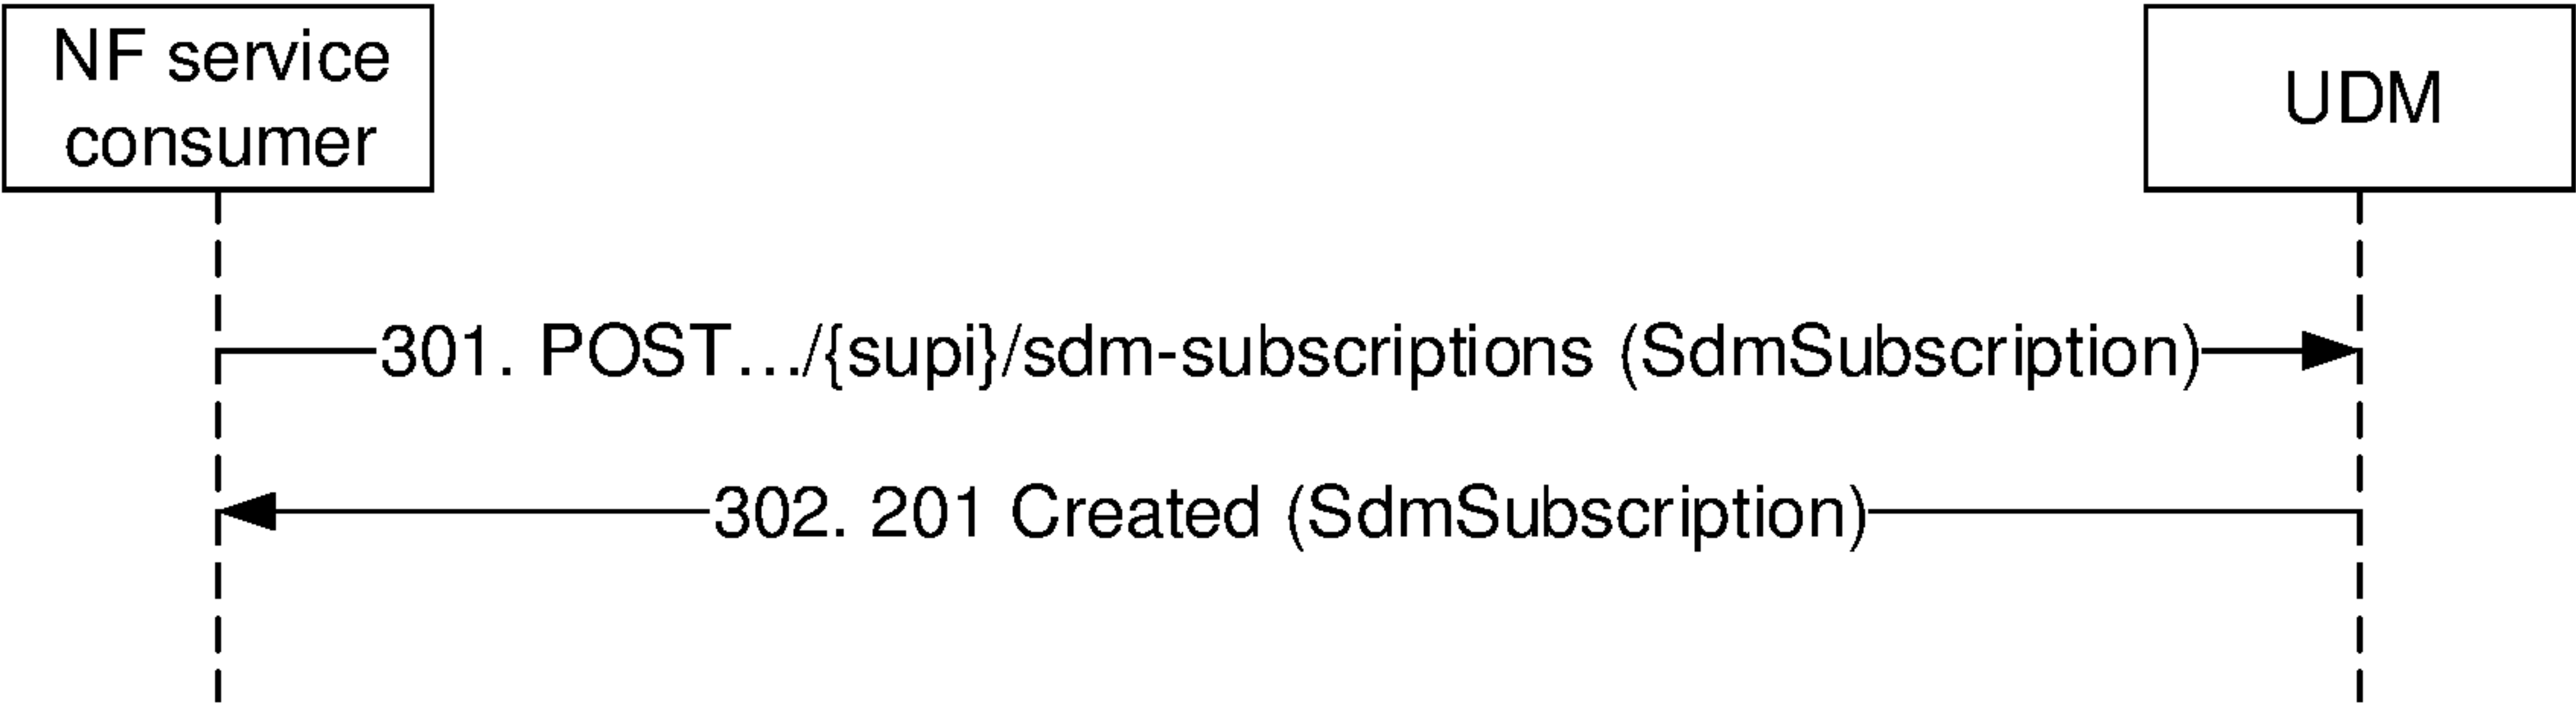 NF service
consumer
UDM
301. POST…/{supi}/sdm-subscriptions (SdmSubscription)
302. 201 Created (SdmSubscription)